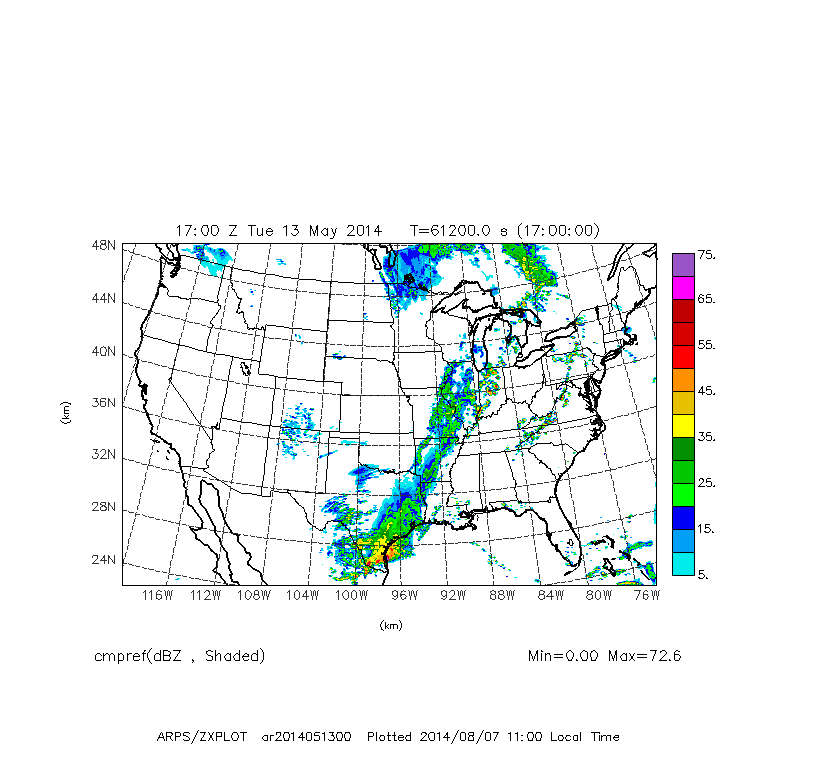 17:00 Z Tue 13 May 2014 T=61200.0 s (17:00:00)
48N
44N
40N
36N
32N
28N
24N
(km)
75.
65.
55.
45.
35.
25.
15.
5.
116W 112W 108W 104W 100W 96W 92W 88W 84W 80W 76W
(km)
cmpref(dBZ , Shaded) Min=0.00 Max=72.6
ARPS/ZXPLOT ar2014051300 Plotted 2014/08/07 11:00 Local Time